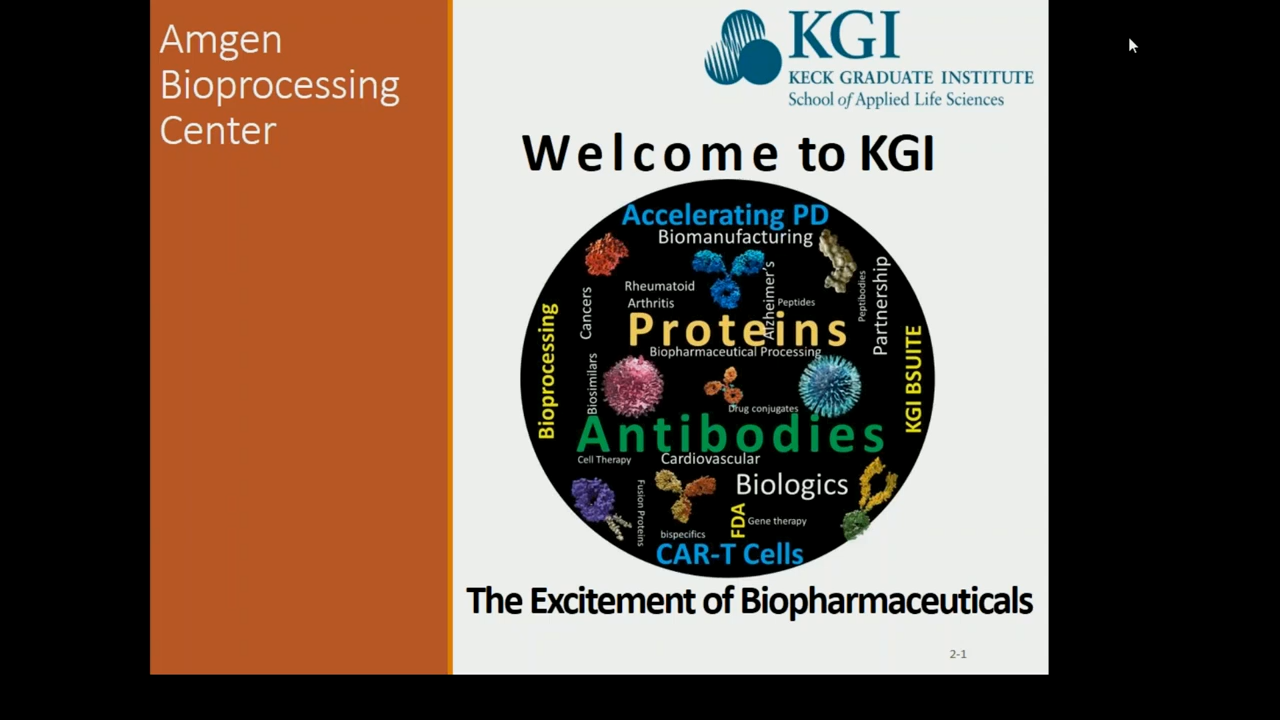 Amgen
Bioprocessing
Center
KGI
KECK GRADUATE INSTITUTE
School of Applied Life Sciences
Welcome to KGI
Accelerating PD
Biomanufacturing
Rheumatoid
Arthritis
Cancers
Alzheimer's
Peptides
Peptibodies
Partnership
Proteins
Biopharmaceutical Processing
Bioprocessing
Biosimilars
KGI BSUITE
Drug conjugates
Antibodies
Cell Therapy
Cardiovascular
Biologics
Fusion Proteins
FDA
Gene therapy
bispecifics
CAR-T Cells
The Excitement of Biopharmaceuticals
2-1